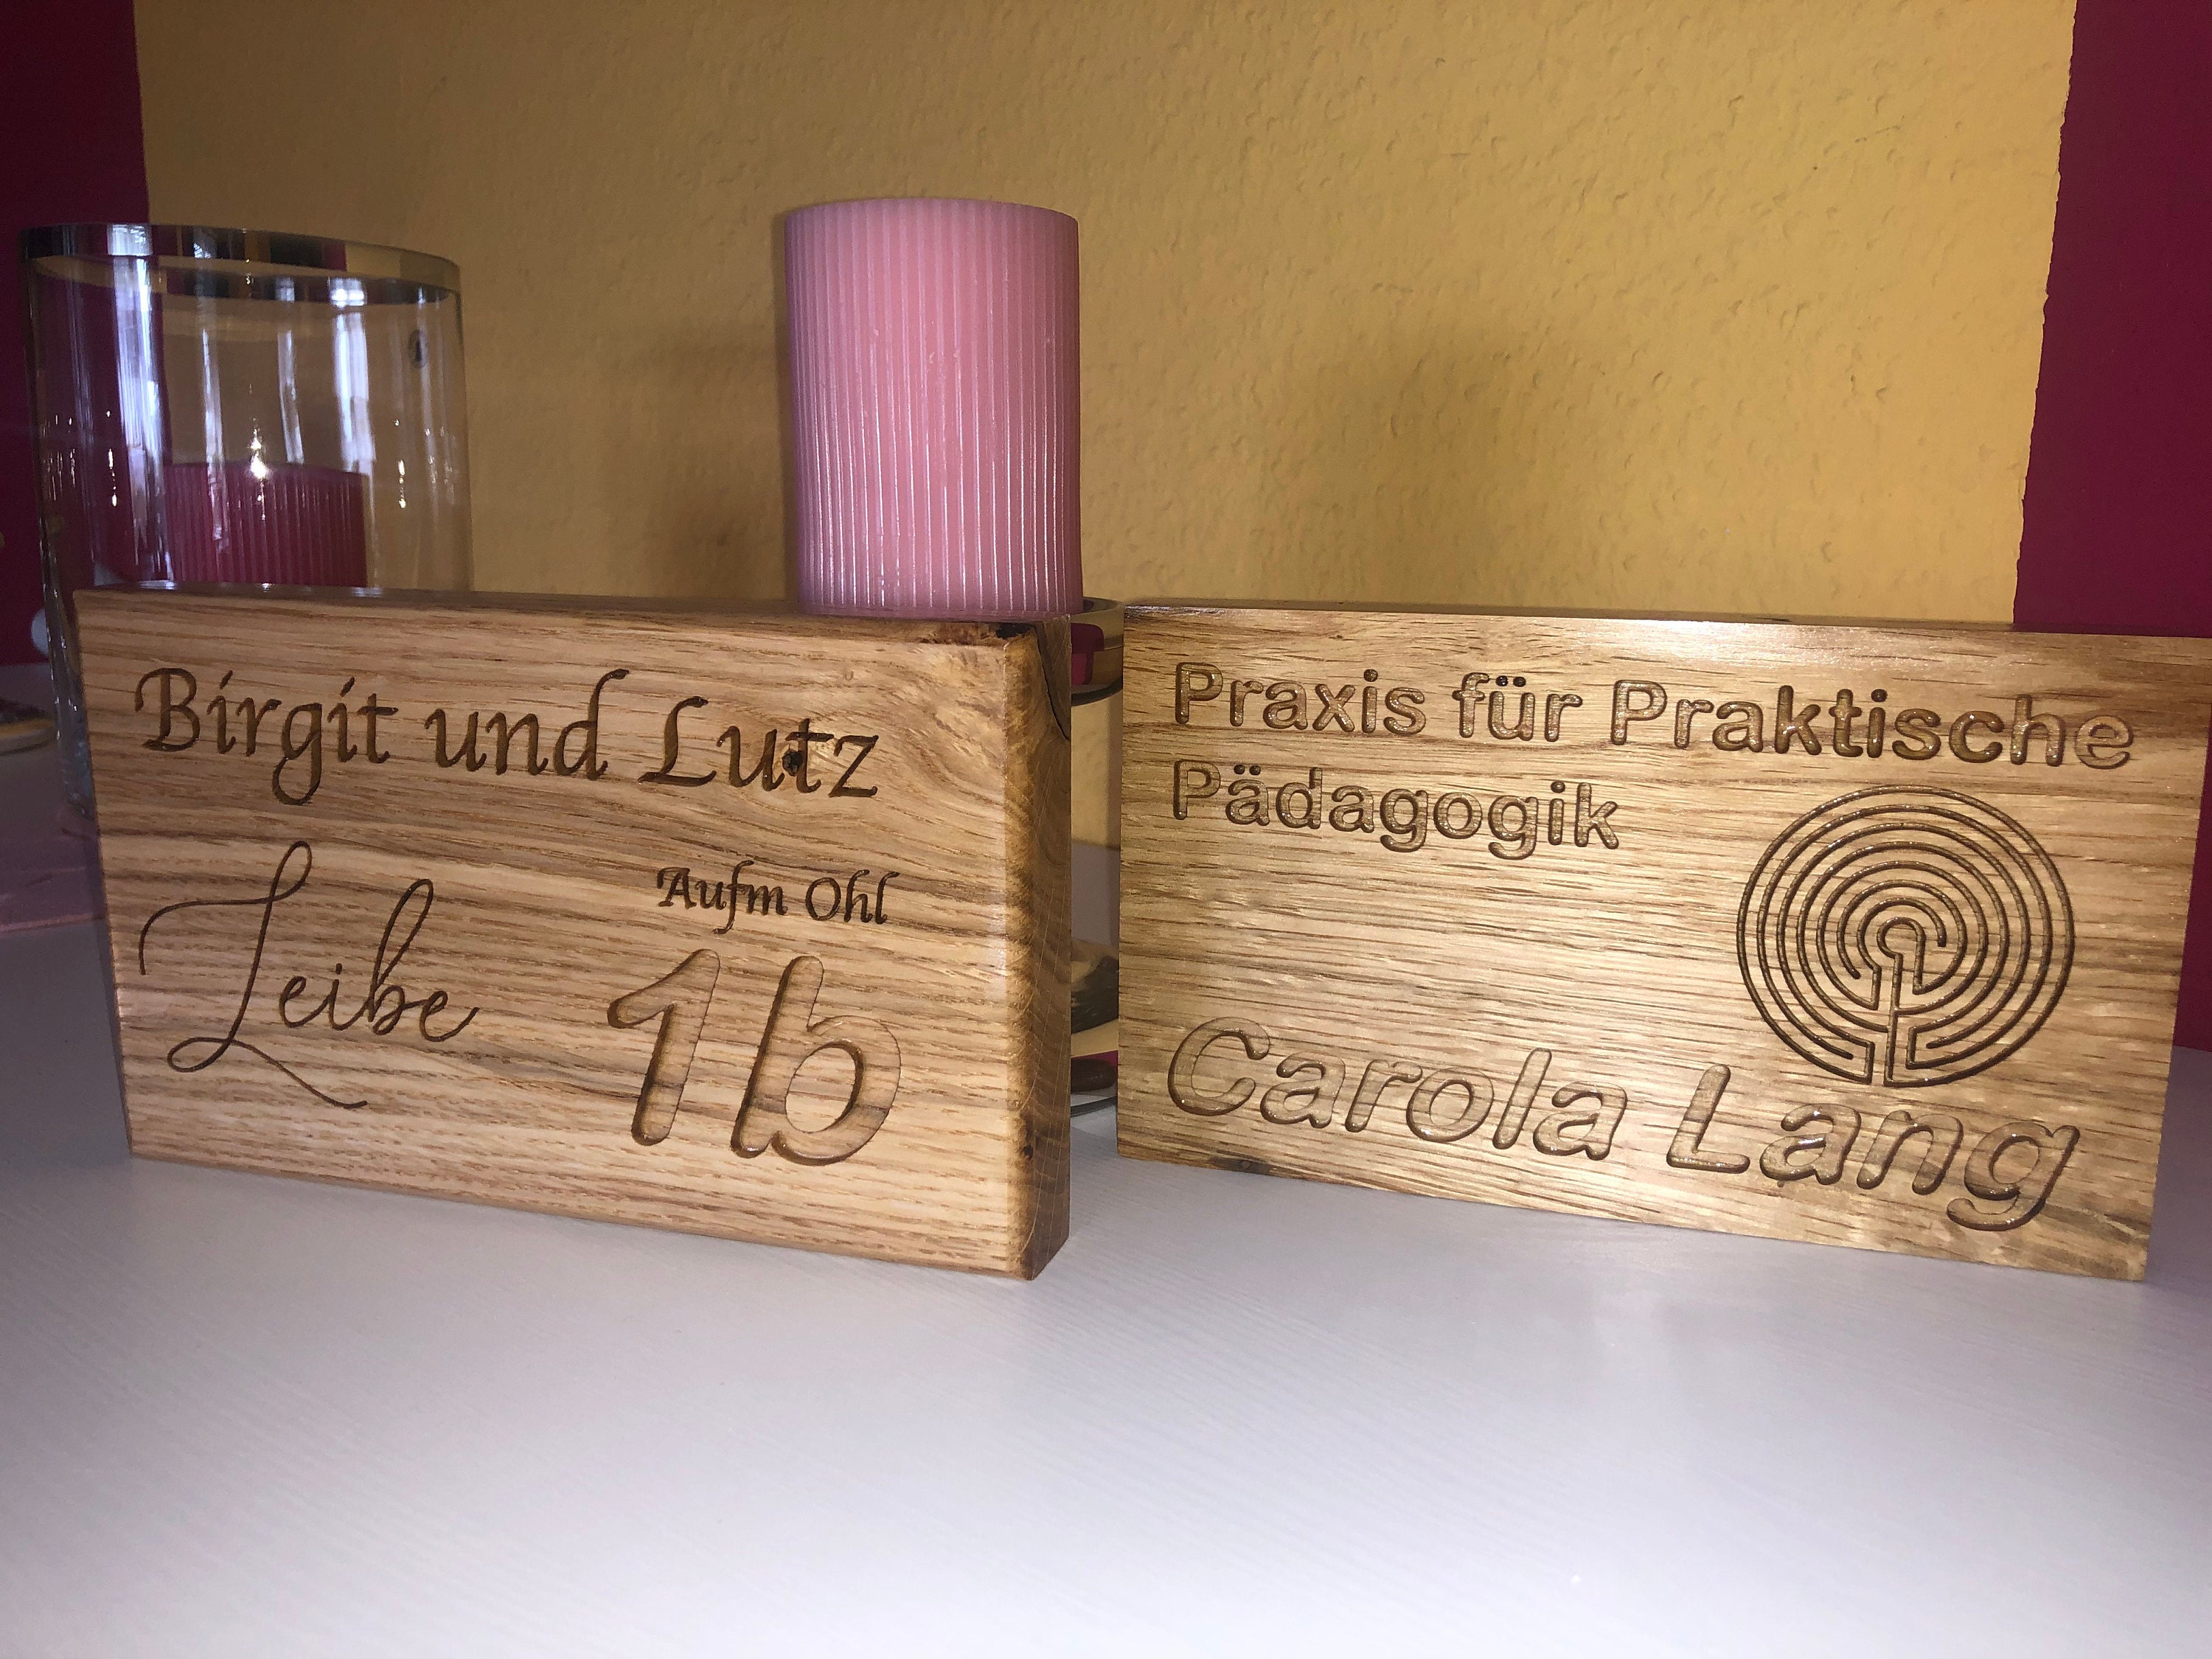 Birgit und Lutz
Leibe
Aufm Ohl
1b
Praxis für Praktische
Pädagogik
Carola Lang